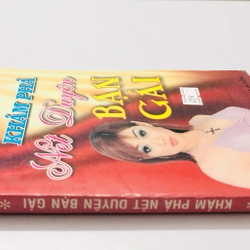 KHÁM PHÁ
Nét Duyên
BẠN
GÁI
* KHÁM PHÁ NÉT DUYÊN BẠN GÁI *